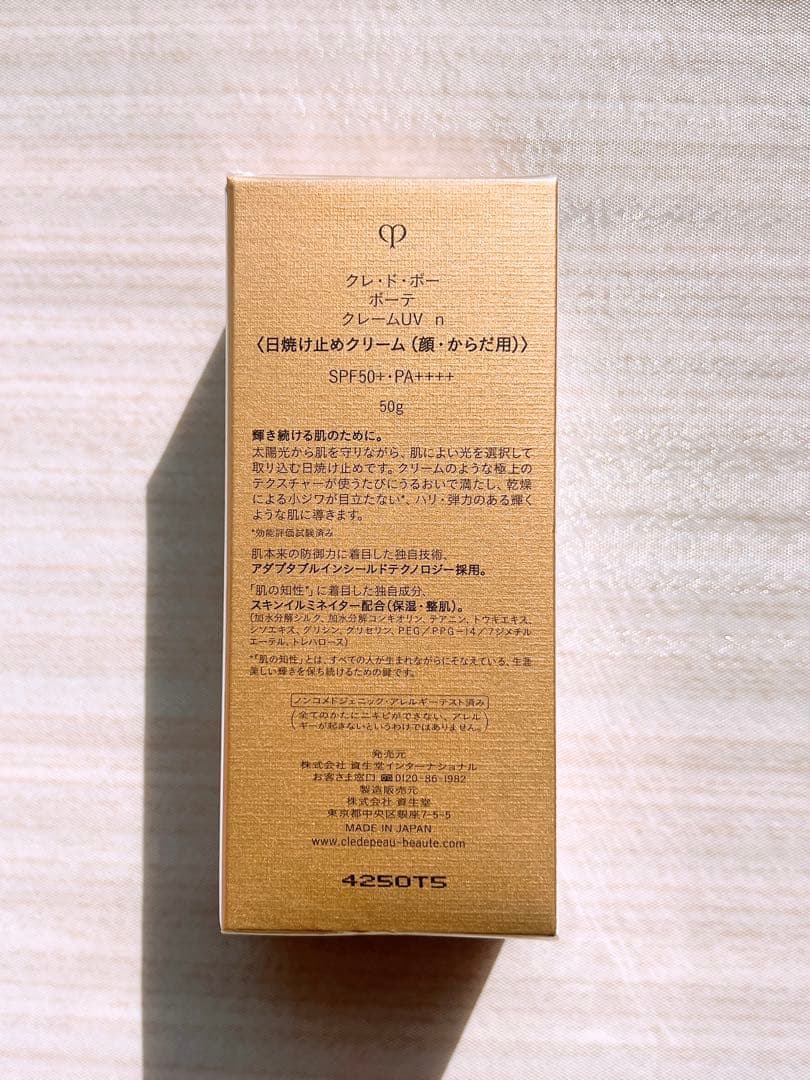 クレ・ド・ポー
ボーテ
クレームUV n
〈日焼け止めクリーム（顔・からだ用）〉
SPF50+・PA++++
50g
輝き続ける肌のために。
太陽光から肌を守りながら、肌によい光を選択して
取り込む日焼け止めです。クリームのような極上の
テクスチャーが使うたびにうるおいで満たし、乾燥
による小ジワが目立たない*、ハリ・弾力のある輝く
ような肌に導きます。
*効能評価試験済み
肌本来の防御力に着目した独自技術、
アダプタブルインシールドテクノロジー採用。
「肌の知性*」に着目した独自成分、
スキンイルミネイター配合（保湿・整肌）。
（加水分解シルク、加水分解コンキオリン、テアニン、トウキエキス、
シソエキス、グリシン、グリセリン、PEG／PPG−14／7ジメチル
エーテル、トレハロース）
*「肌の知性」とは、すべての人が生まれながらにそなえている、生涯
美しい輝きを保ち続けるための鍵です。
ノンコメドジェニック・アレルギーテスト済み
（全てのかたにニキビができない、アレル
ギーが起きないというわけではありません。）
発売元
株式会社 資生堂インターナショナル
お客さま窓口 0120-86-1982
製造販売元
株式会社 資生堂
東京都中央区銀座7-5-5
MADE IN JAPAN
www.cledepeau-beaute.com
4250T5